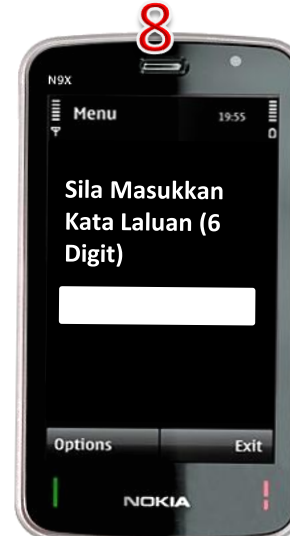 8
N9X
Menu 19:55
Sila Masukkan
Kata Laluan (6
Digit)
Options Exit
NOKIA